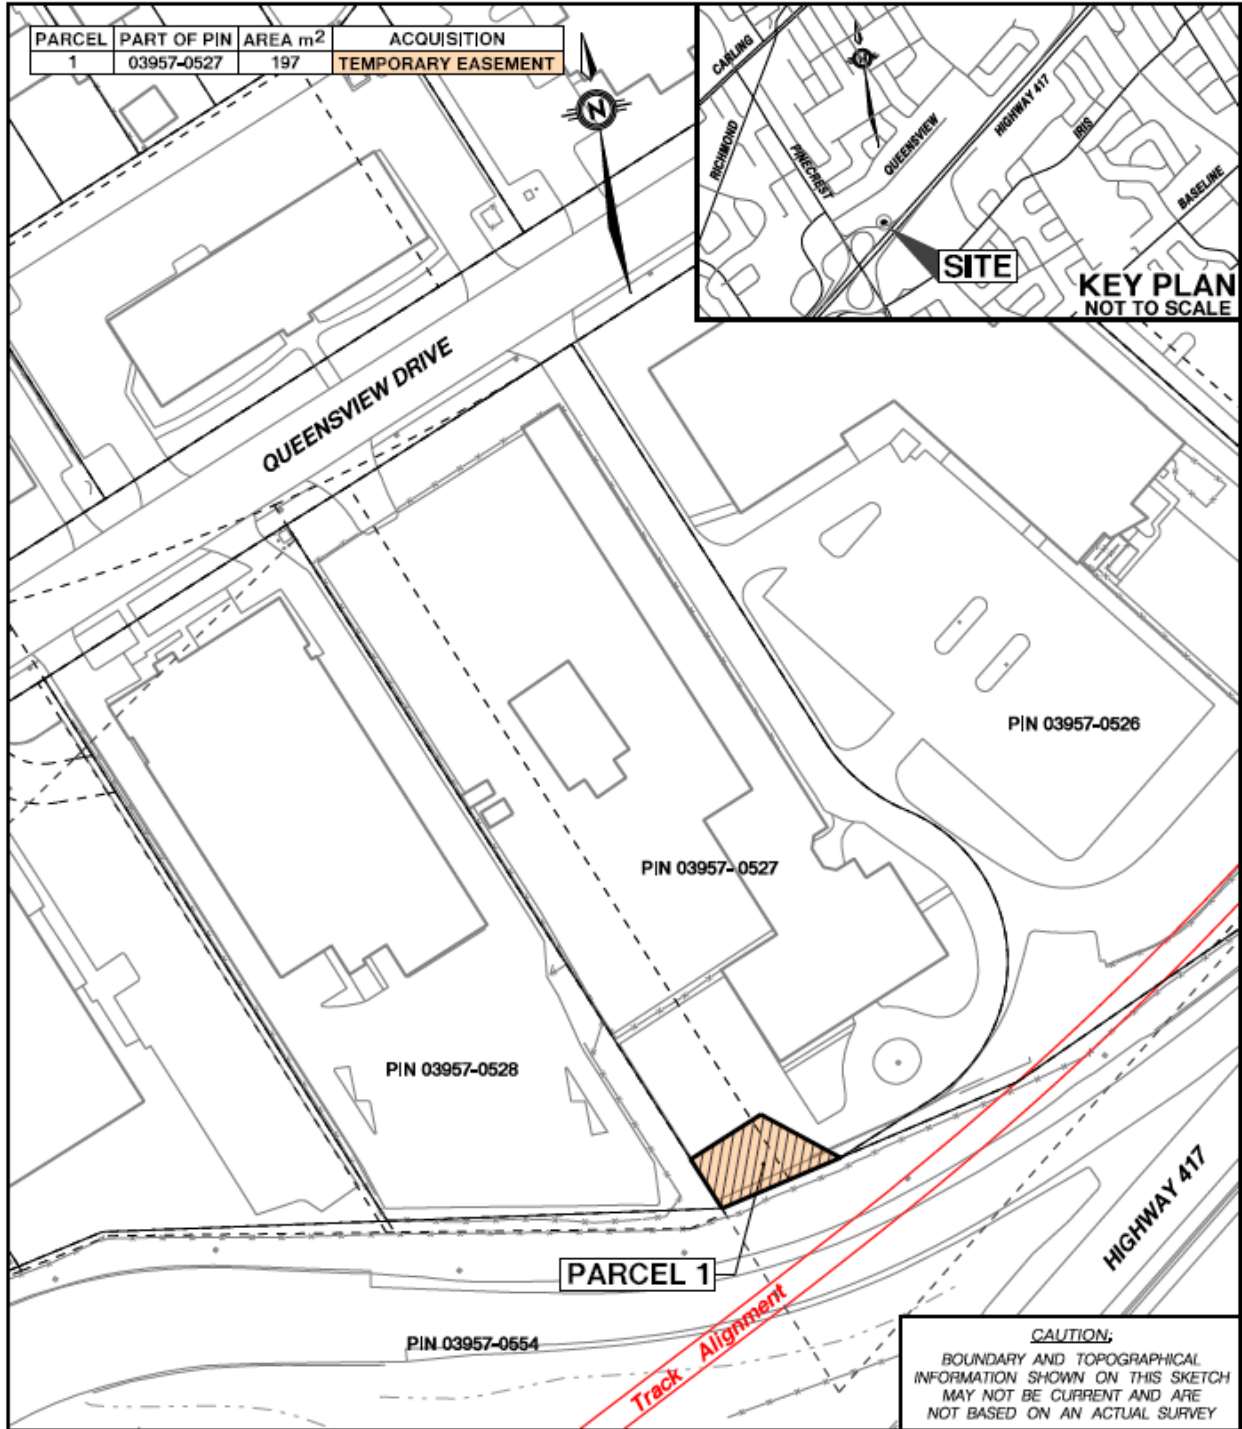 PARCEL PART OF PIN AREA m² ACQUISITION
1 03957-0527 197 TEMPORARY EASEMENT
N
CARLING
RICHMOND
PINECREST
QUEENSVIEW
HIGHWAY 417
IRIS
BASELINE
N
SITE
KEY PLAN
NOT TO SCALE
QUEENSVIEW DRIVE
PIN 03957-0526
PIN 03957-0527
PIN 03957-0528
PARCEL 1
HIGHWAY 417
PIN 03957-0554
Track Alignment
CAUTION:
BOUNDARY AND TOPOGRAPHICAL
INFORMATION SHOWN ON THIS SKETCH
MAY NOT BE CURRENT AND ARE
NOT BASED ON AN ACTUAL SURVEY